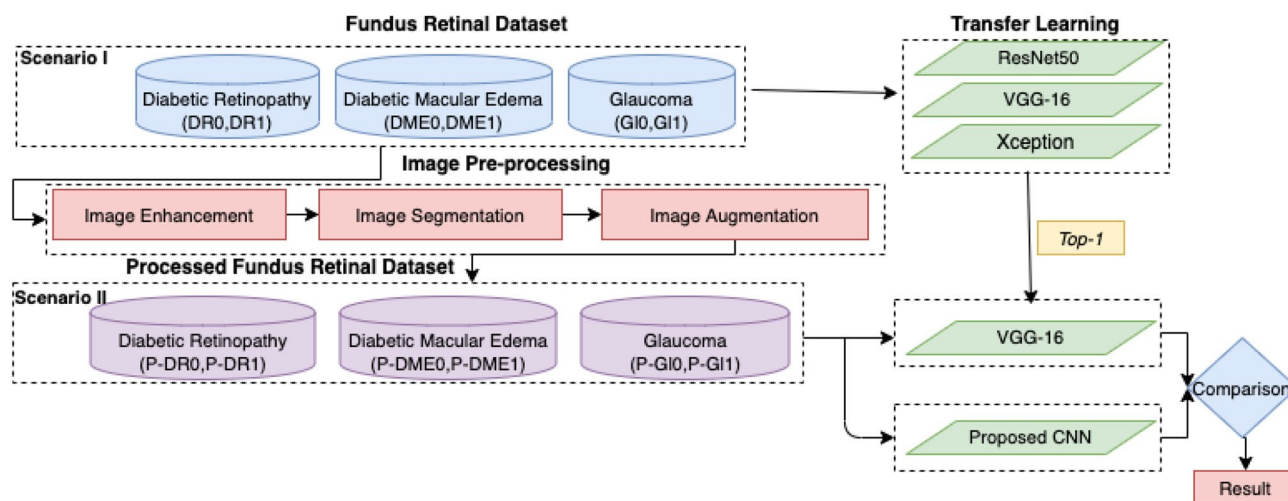 Fundus Retinal Dataset
Scenario I
Diabetic Retinopathy
(DR0,DR1)
Diabetic Macular Edema
(DME0,DME1)
Glaucoma
(Gl0,Gl1)
Transfer Learning
ResNet50
VGG-16
Xception
Image Pre-processing
Image Enhancement
Image Segmentation
Image Augmentation
Top-1
Processed Fundus Retinal Dataset
Scenario II
Diabetic Retinopathy
(P-DR0,P-DR1)
Diabetic Macular Edema
(P-DME0,P-DME1)
Glaucoma
(P-Gl0,P-Gl1)
VGG-16
Proposed CNN
Comparison
Result